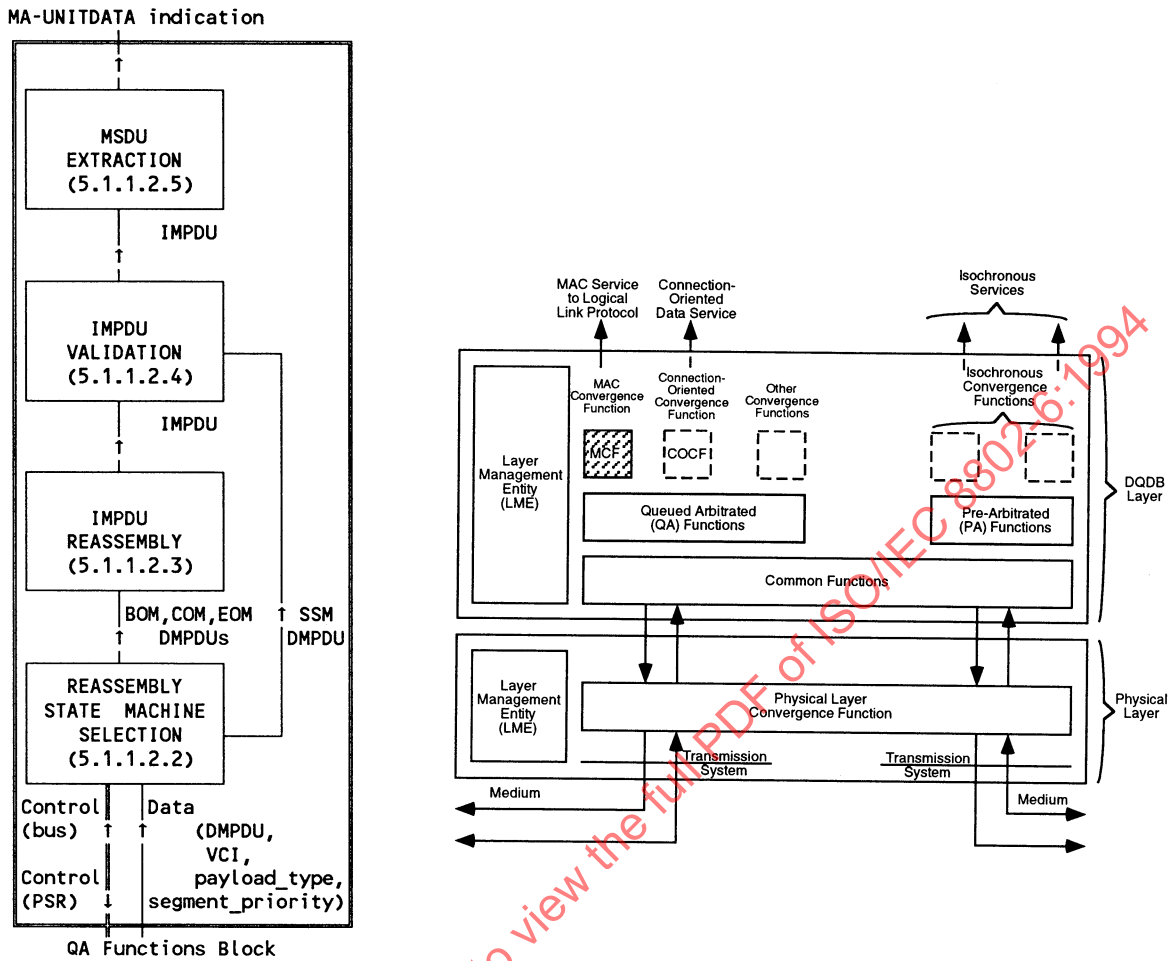 MA-UNITDATA indication
MSDU
EXTRACTION
(5.1.1.2.5)
IMPDU
IMPDU
VALIDATION
(5.1.1.2.4)
IMPDU
IMPDU
REASSEMBLY
(5.1.1.2.3)
BOM,COM,EOM
DMPDUs
SSM
DMPDU
REASSEMBLY
STATE MACHINE
SELECTION
(5.1.1.2.2)
Control
(bus)
Data
(DMPDU,
VCI,
payload_type,
segment_priority)
Control
(PSR)
QA Functions Block
MAC Service
to Logical
Link Protocol
Connection-
Oriented
Data Service
Isochronous
Services
Layer
Management
Entity
(LME)
MAC
Convergence
Function
Connection-
Oriented
Convergence
Function
Other
Convergence
Functions
Isochronous
Convergence
Functions
MCF
COCF
Queued Arbitrated
(QA) Functions
Pre-Arbitrated
(PA) Functions
Common Functions
DQDB
Layer
Layer
Management
Entity
(LME)
Physical Layer
Convergence Function
Transmission
System
Transmission
System
Physical
Layer
Medium
Medium
o view the full PDF of ISO/IEC 8802-6:1994